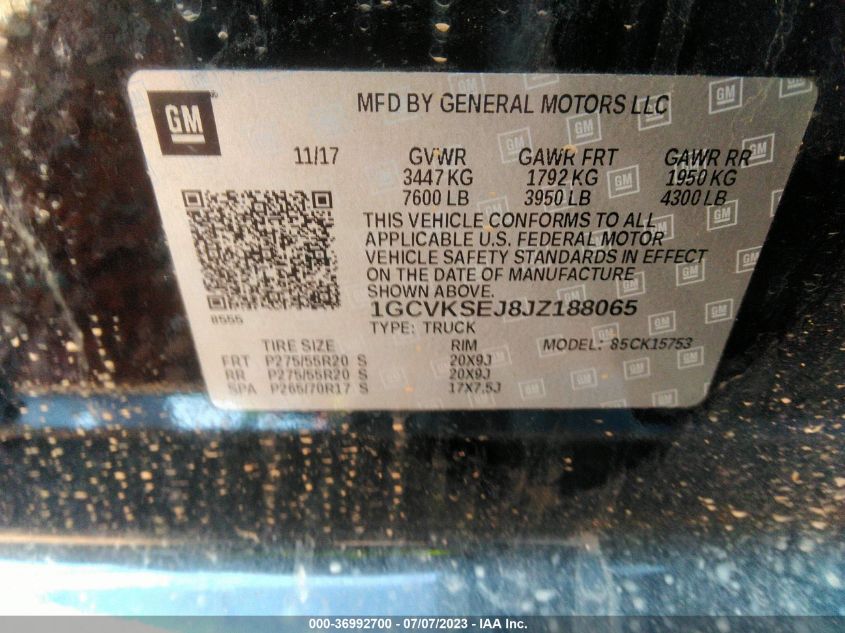 GM
MFD BY GENERAL MOTORS LLC
11/17 GVWR GAWR FRT GAWR RR
3447 KG 1792 KG 1950 KG
7600 LB 3950 LB 4300 LB
THIS VEHICLE CONFORMS TO ALL
APPLICABLE U.S. FEDERAL MOTOR
VEHICLE SAFETY STANDARDS IN EFFECT
ON THE DATE OF MANUFACTURE
SHOWN ABOVE.
8555
1GCVKSEJ8JZ188065
TYPE: TRUCK MODEL: 85CK15753
TIRE SIZE RIM
FRT P275/55R20 S 20X9J
RR P275/55R20 S 20X9J
SPA P265/70R17 S 17X7.5J
000-36992700 - 07/07/2023 - IAA Inc.